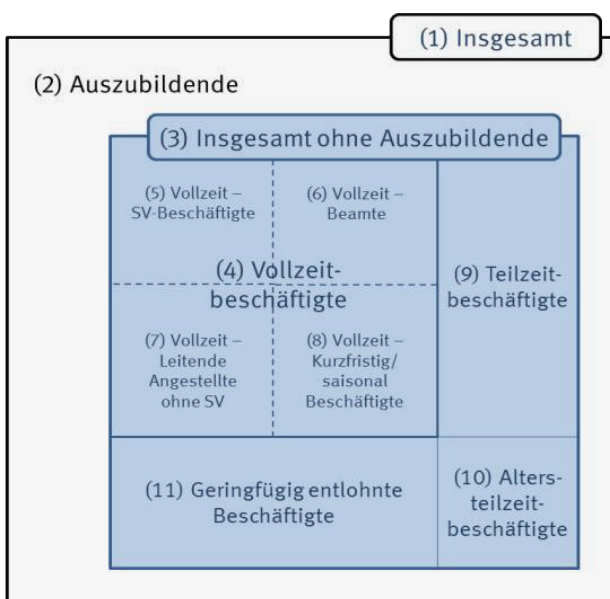 (1) Insgesamt
(2) Auszubildende
(3) Insgesamt ohne Auszubildende
(5) Vollzeit –
SV-Beschäftigte
(6) Vollzeit –
Beamte
(4) Vollzeit-
beschäftigte
(9) Teilzeit-
beschäftigte
(7) Vollzeit –
Leitende
Angestellte
ohne SV
(8) Vollzeit –
Kurzfristig/
saisonal
Beschäftigte
(11) Geringfügig entlohnte
Beschäftigte
(10) Alters-
teilzeit-
beschäftigte